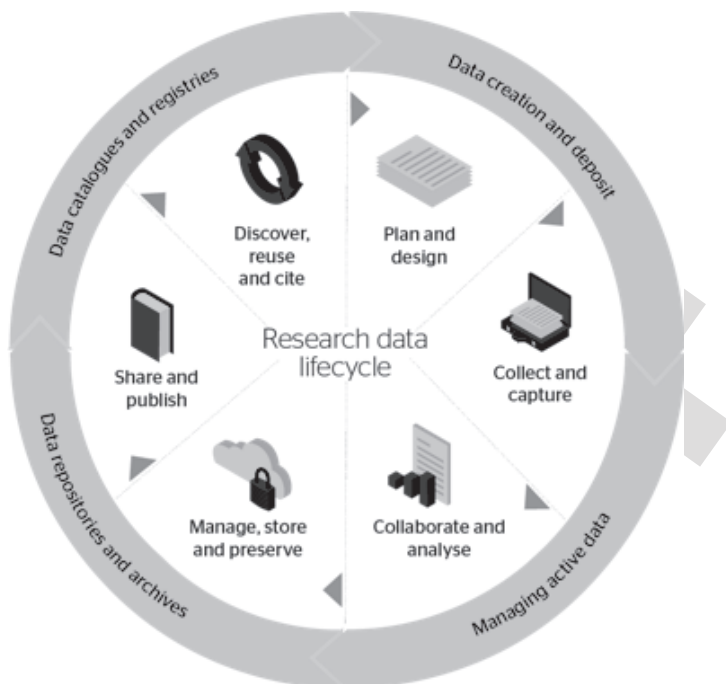 Data catalogues and registries
Data creation and deposit
Discover,
reuse
and cite
Plan and
design
Research data
lifecycle
Share and
publish
Collect and
capture
Manage, store
and preserve
Collaborate and
analyse
Data repositories and archives
Managing active data